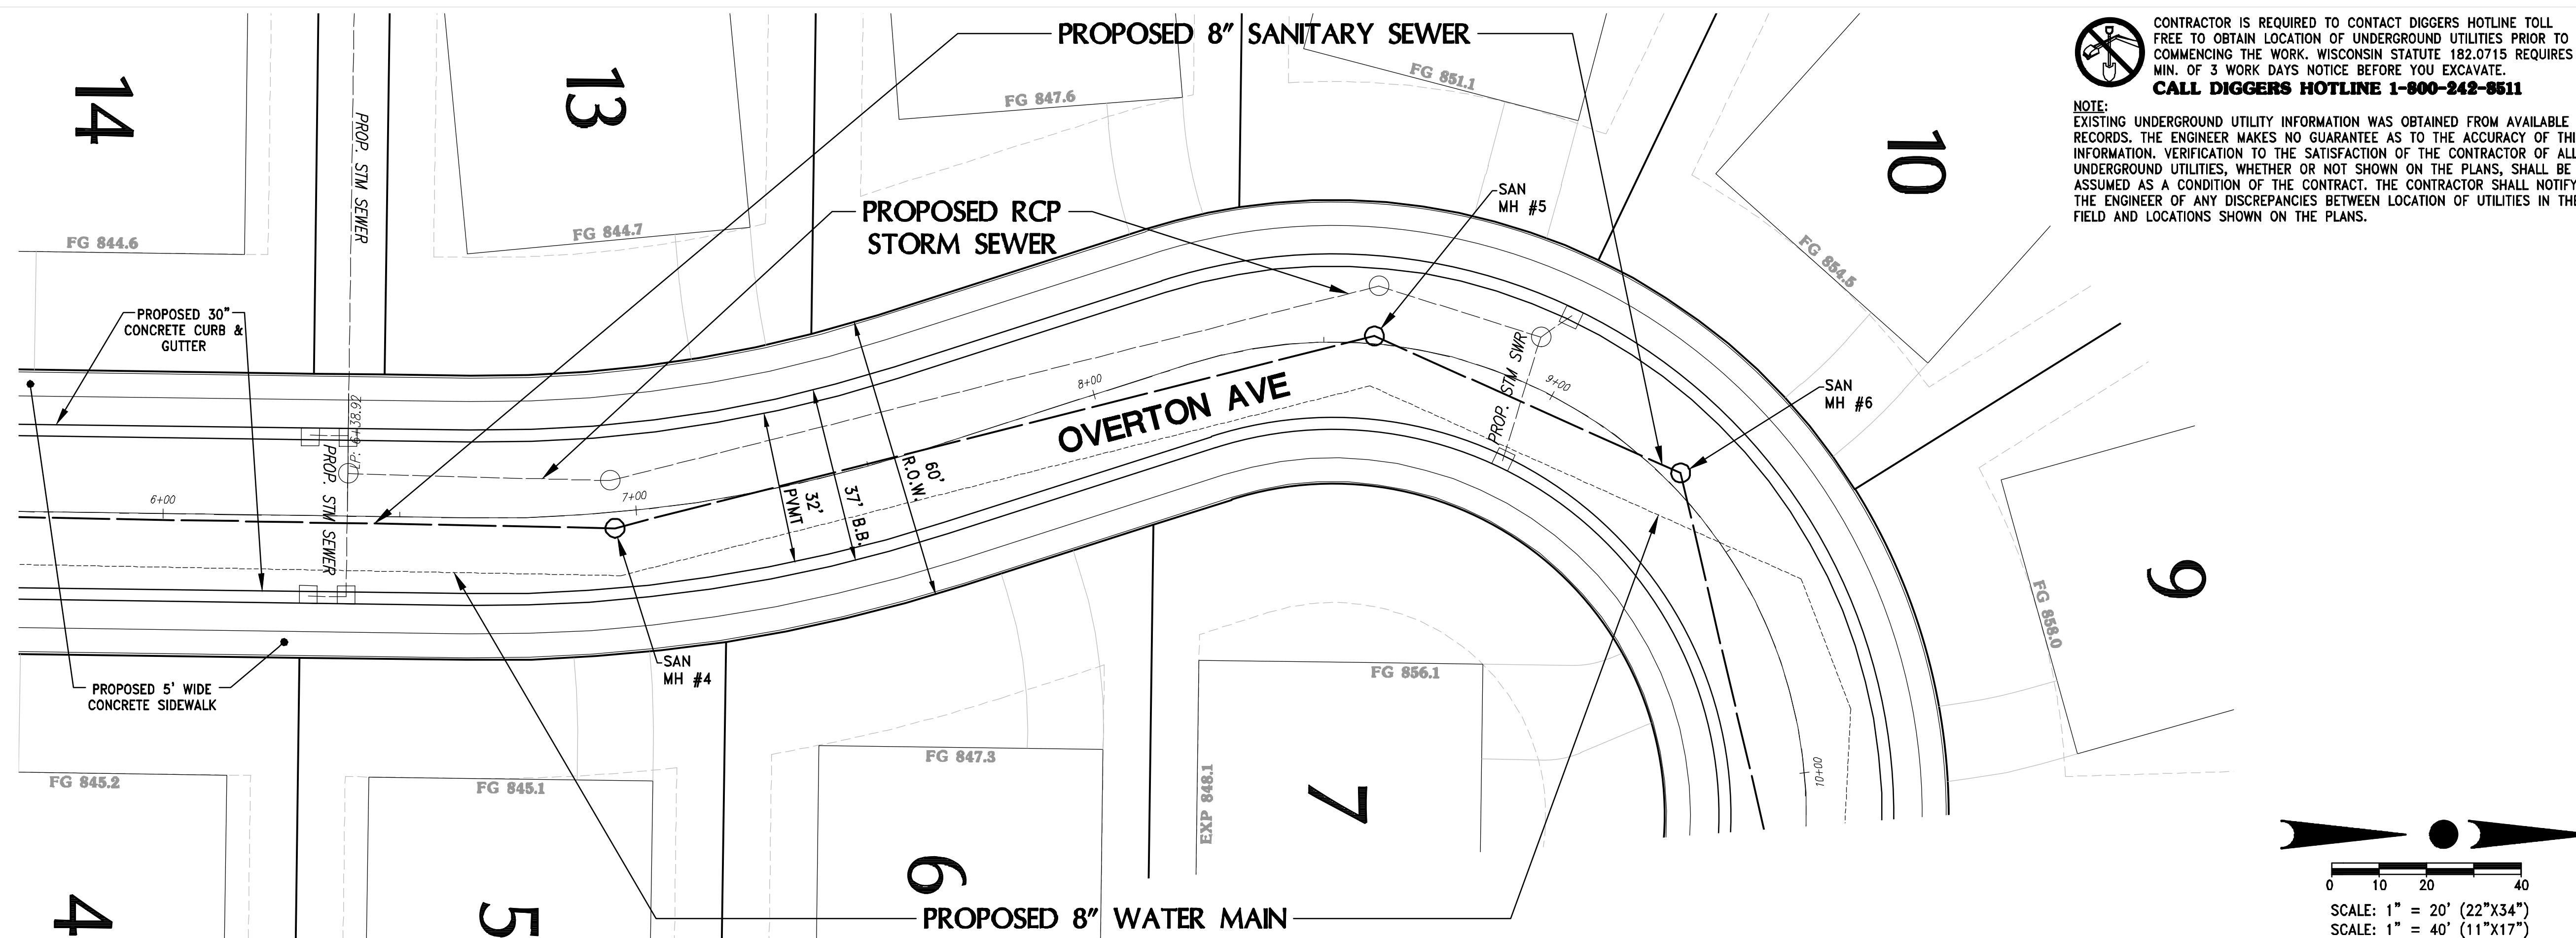 PROPOSED 8" SANITARY SEWER
CONTRACTOR IS REQUIRED TO CONTACT DIGGERS HOTLINE TOLL
FREE TO OBTAIN LOCATION OF UNDERGROUND UTILITIES PRIOR TO
COMMENCING THE WORK. WISCONSIN STATUTE 182.0715 REQUIRES
MIN. OF 3 WORK DAYS NOTICE BEFORE YOU EXCAVATE.
CALL DIGGERS HOTLINE 1-800-242-8511
NOTE:
EXISTING UNDERGROUND UTILITY INFORMATION WAS OBTAINED FROM AVAILABLE
RECORDS. THE ENGINEER MAKES NO GUARANTEE AS TO THE ACCURACY OF THI
INFORMATION. VERIFICATION TO THE SATISFACTION OF THE CONTRACTOR OF ALL
UNDERGROUND UTILITIES, WHETHER OR NOT SHOWN ON THE PLANS, SHALL BE
ASSUMED AS A CONDITION OF THE CONTRACT. THE CONTRACTOR SHALL NOTIFY
THE ENGINEER OF ANY DISCREPANCIES BETWEEN LOCATION OF UTILITIES IN THE
FIELD AND LOCATIONS SHOWN ON THE PLANS.
14
13
10
PROP. STM SEWER
FG 847.6
FG 851.1
FG 844.6
FG 844.7
FG 854.5
PROPOSED RCP
STORM SEWER
SAN
MH #5
PROPOSED 30"
CONCRETE CURB &
GUTTER
LP: 6+38.92
PROP. STM SEWER
6+00
7+00
8+00
9+00
10+00
OVERTON AVE
PROP. STM SWR
32'
PVMT
37' B.B.
60'
R.O.W.
SAN
MH #6
SAN
MH #4
PROPOSED 5' WIDE
CONCRETE SIDEWALK
FG 845.2
FG 845.1
FG 847.3
FG 856.1
FG 858.0
EXP 848.1
4
5
6
7
9
PROPOSED 8" WATER MAIN
0 10 20 40
SCALE: 1" = 20' (22"X34")
SCALE: 1" = 40' (11"X17")